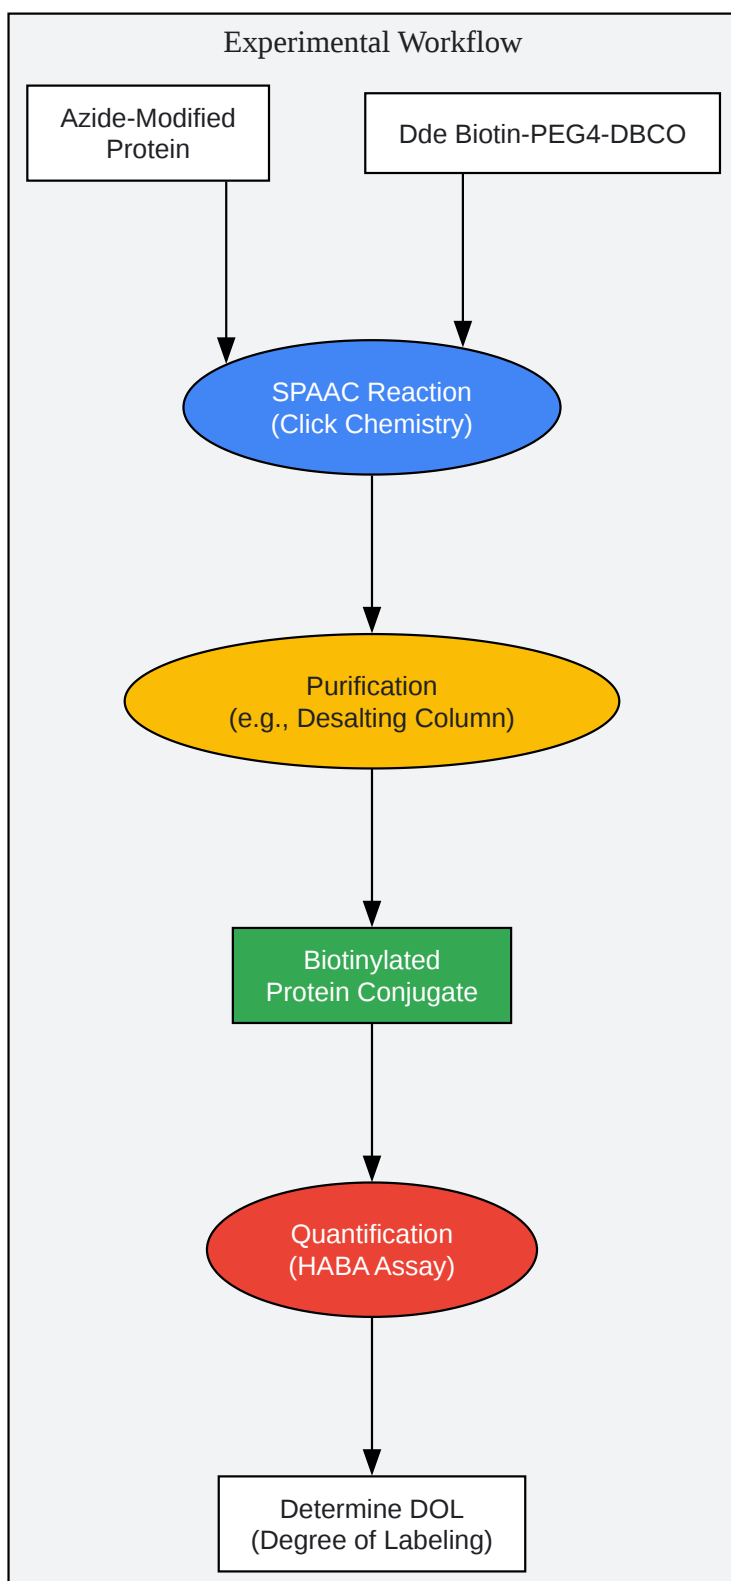 Experimental Workflow
Azide-Modified
Protein
Dde Biotin-PEG4-DBCO
SPAAC Reaction
(Click Chemistry)
Purification
(e.g., Desalting Column)
Biotinylated
Protein Conjugate
Quantification
(HABA Assay)
Determine DOL
(Degree of Labeling)